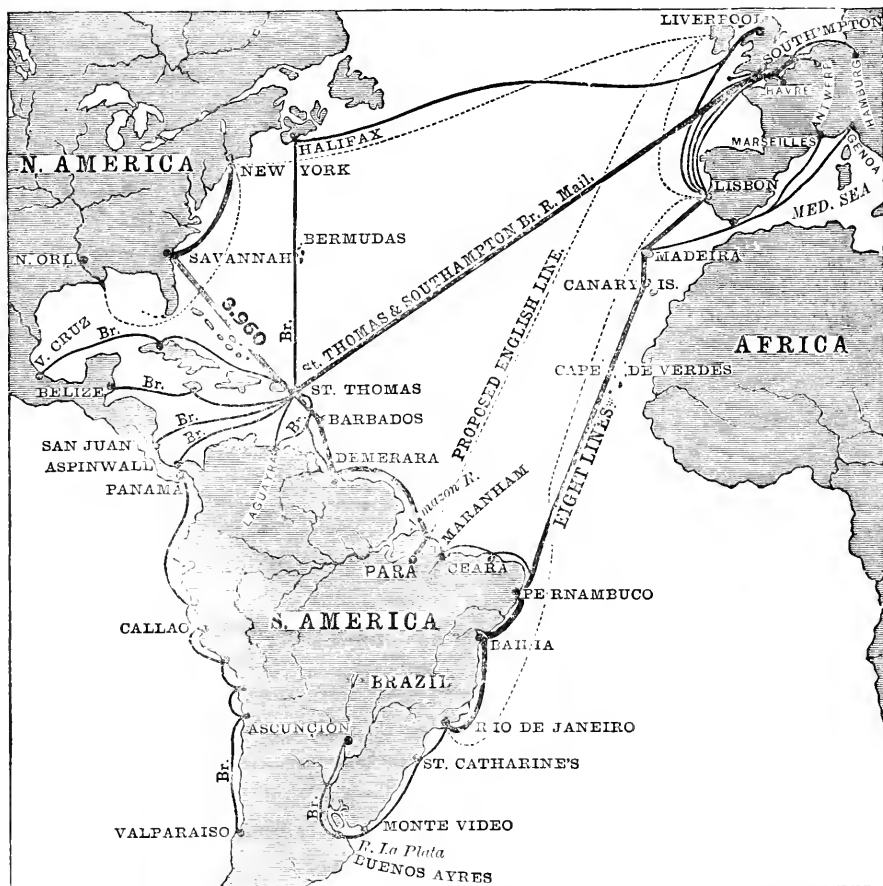 LIVERPOOL
SOUTH'MPTON
HAVRE
ANTWERP
HAMBURG
HALIFAX
MARSEILLES
GENOA
N. AMERICA
NEW YORK
LISBON
MED. SEA
BERMUDAS
N. ORL.
SAVANNAH
MADEIRA
CANARY IS.
3.960
St. THOMAS & SOUTHAMPTON Br. R. Mail.
PROPOSED ENGLISH LINE
V. CRUZ
Br.
Br.
AFRICA
CAPE DE VERDES
BELIZE
Br.
ST. THOMAS
EIGHT LINES
Br.
Br.
Br.
BARBADOS
SAN JUAN
ASPINWALL
PANAMA
LAGUAYRA
DEMERARA
Amazon R.
MARANHAM
PARA
CEARA
PERNAMBUCO
CALLAO
S. AMERICA
BAHIA
BRAZIL
ASCUNCION
RIO DE JANEIRO
ST. CATHARINE'S
Br.
Br.
VALPARAISO
MONTE VIDEO
R. La Plata
BUENOS AYRES